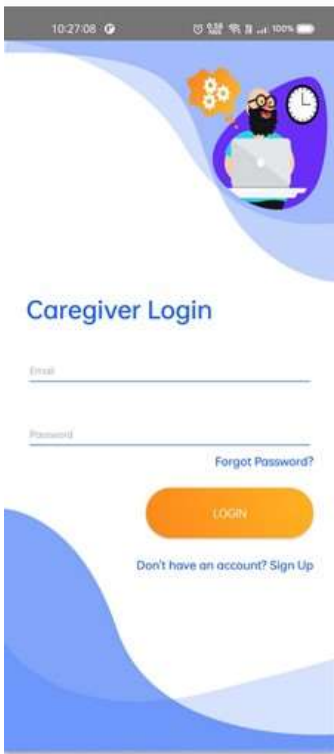 10:27:08
100%
Caregiver Login
Email
Password
Forgot Password?
LOGIN
Don't have an account? Sign Up